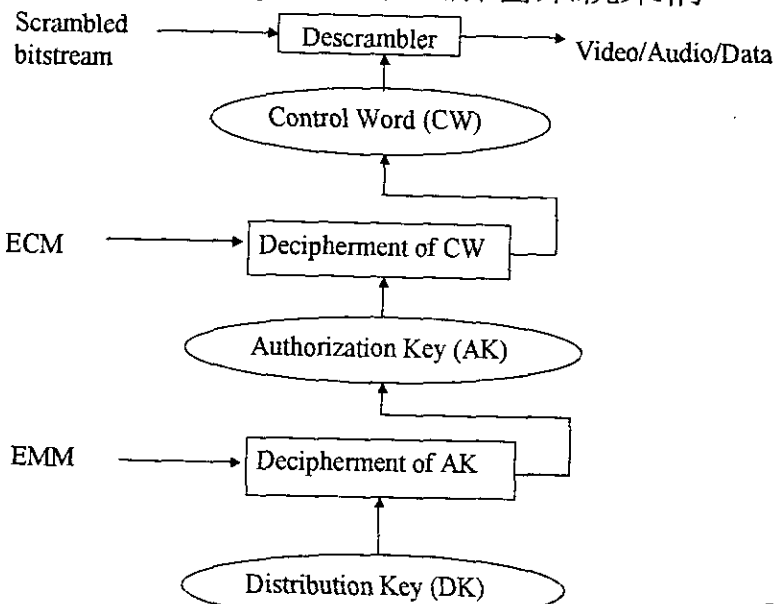 Scrambled
bitstream
Descrambler
Video/Audio/Data
Control Word (CW)
ECM
Decipherment of CW
Authorization Key (AK)
EMM
Decipherment of AK
Distribution Key (DK)